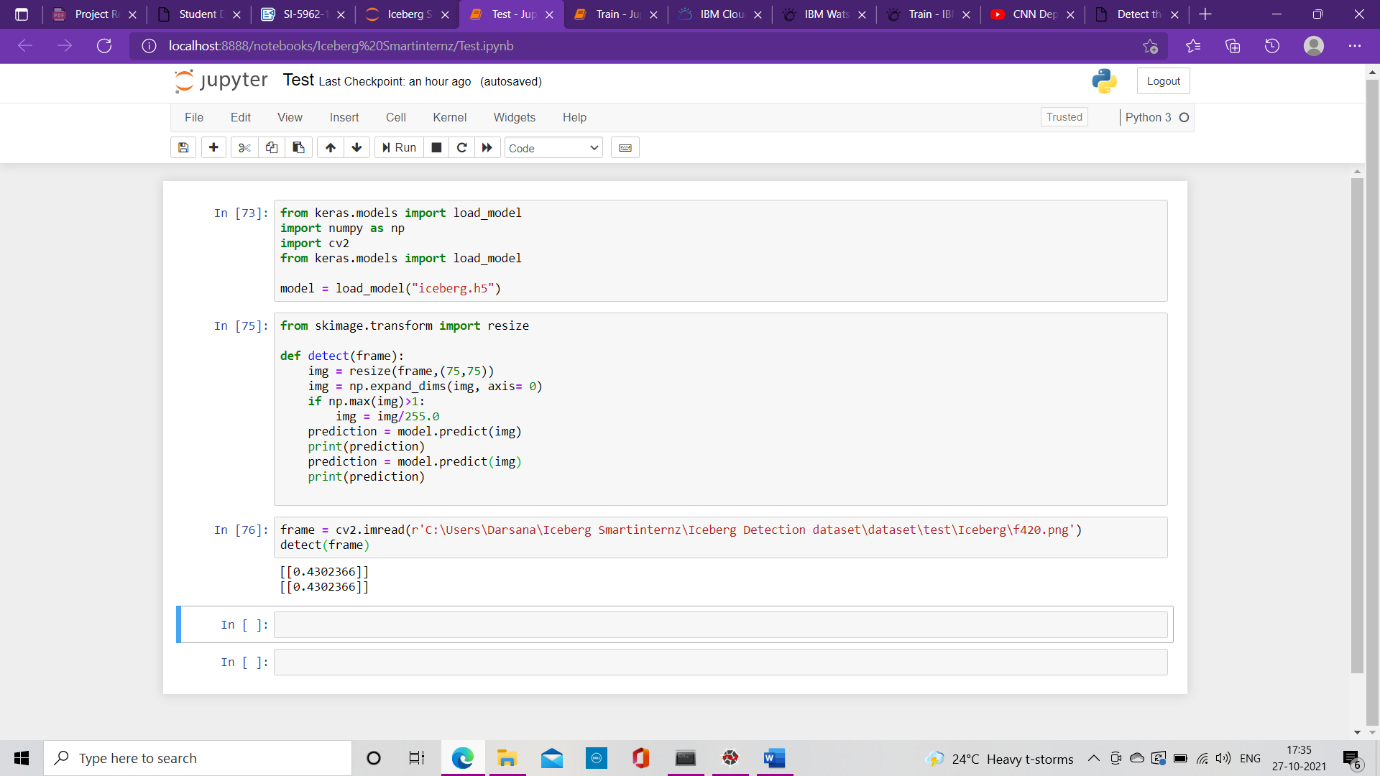 Project R
Student D
SI-5962-1
Iceberg S
Test - Jup
Train - Ju
IBM Clou
IBM Wats
Train - IB
CNN Dep
Detect th
localhost:8888/notebooks/Iceberg%20Smartinternz/Test.ipynb
jupyter Test Last Checkpoint: an hour ago (autosaved)
Logout
File Edit View Insert Cell Kernel Widgets Help
Trusted
Python 3
Run
Code
In [73]:
from keras.models import load_model
import numpy as np
import cv2
from keras.models import load_model
model = load_model("iceberg.h5")
In [75]:
from skimage.transform import resize
def detect(frame):
img = resize(frame,(75,75))
img = np.expand_dims(img, axis= 0)
if np.max(img)>1:
img = img/255.0
prediction = model.predict(img)
print(prediction)
prediction = model.predict(img)
print(prediction)
In [76]:
frame = cv2.imread(r'C:\Users\Darsana\Iceberg Smartinternz\Iceberg Detection dataset\dataset\test\Iceberg\f420.png')
detect(frame)
[[0.4302366]]
[[0.4302366]]
In [ ]:
In [ ]:
Type here to search
24°C Heavy t-storms
ENG
17:35
27-10-2021
6